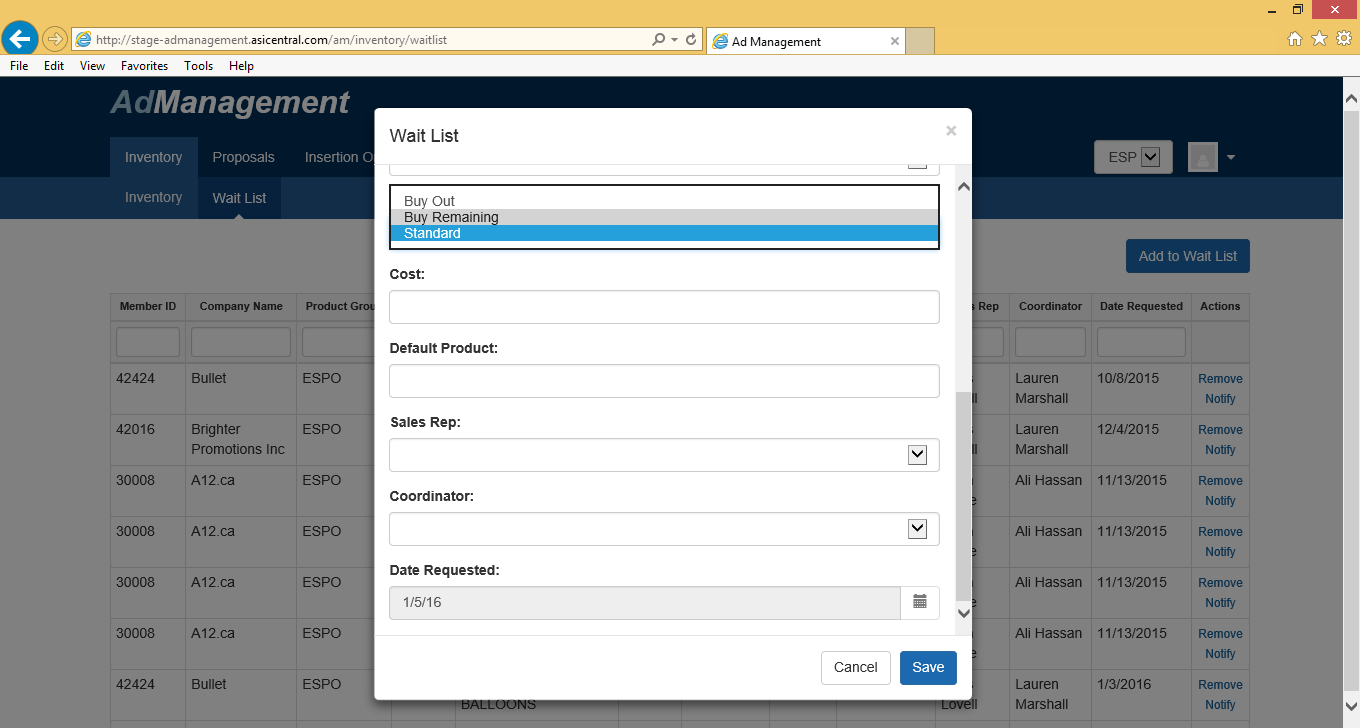 http://stage-admanagement.asicentral.com/am/inventory/waitlist
Ad Management
File Edit View Favorites Tools Help
AdManagement
Inventory Proposals Insertion O
ESP
Inventory Wait List
Add to Wait List
Member ID Company Name Product Grou Rep Coordinator Date Requested Actions
42424 Bullet ESPO Lauren Marshall 10/8/2015 Remove Notify
42016 Brighter Promotions Inc ESPO Lauren Marshall 12/4/2015 Remove Notify
30008 A12.ca ESPO Ali Hassan 11/13/2015 Remove Notify
30008 A12.ca ESPO Ali Hassan 11/13/2015 Remove Notify
30008 A12.ca ESPO Ali Hassan 11/13/2015 Remove Notify
30008 A12.ca ESPO Ali Hassan 11/13/2015 Remove Notify
42424 Bullet ESPO BALLOONS Lovell Lauren Marshall 1/3/2016 Remove Notify
Wait List
Buy Out
Buy Remaining
Standard
Cost:
Default Product:
Sales Rep:
Coordinator:
Date Requested:
1/5/16
Cancel Save